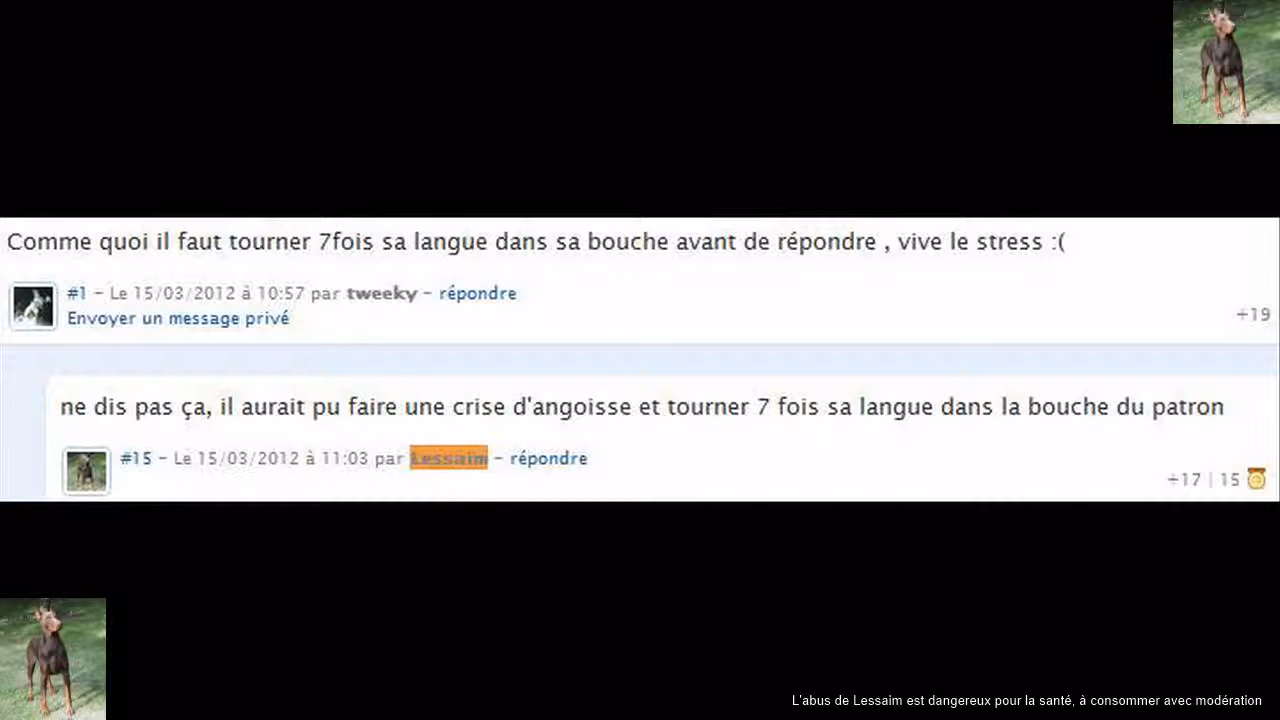 Comme quoi il faut tourner 7fois sa langue dans sa bouche avant de répondre , vive le stress :(
#1 - Le 15/03/2012 à 10:57 par tweeky - répondre
Envoyer un message privé
+19
ne dis pas ça, il aurait pu faire une crise d'angoisse et tourner 7 fois sa langue dans la bouche du patron
#15 - Le 15/03/2012 à 11:03 par Lessaim - répondre
+17 | 15
L'abus de Lessaim est dangereux pour la santé, à consommer avec modération